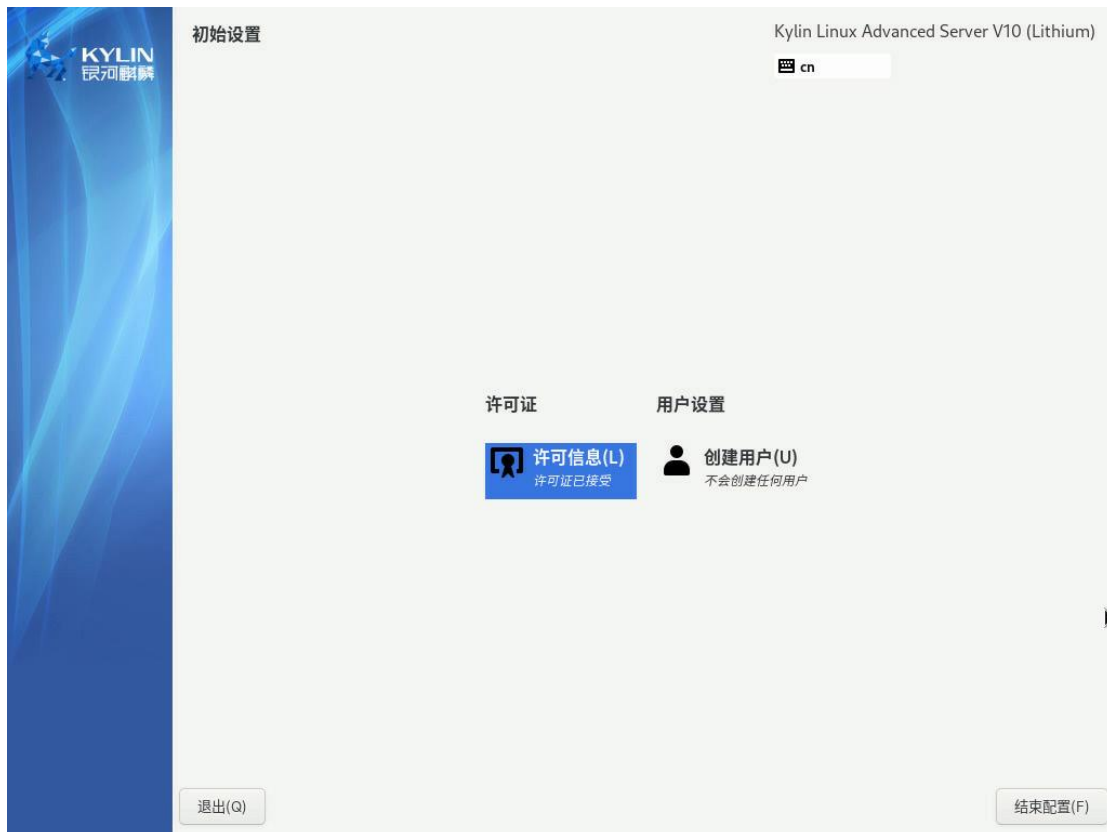 KYLIN
银河麒麟
初始设置
Kylin Linux Advanced Server V10 (Lithium)
cn
许可证
用户设置
许可信息(L)
许可证已接受
创建用户(U)
不会创建任何用户
退出(Q)
结束配置(F)